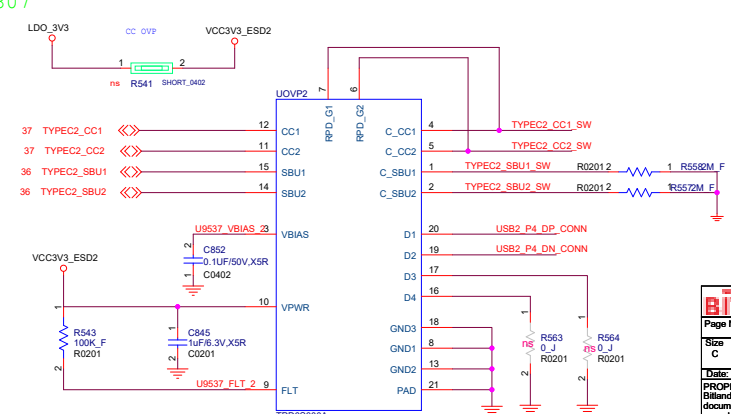 LDO_3V3
CC OVP
VCC3V3_ESD2
1
2
ns
R541
SHORT_0402
UOVP2
7
6
RPD_G1
RPD_G2
37 TYPEC2_CC1
12
CC1
C_CC1
4
TYPEC2_CC1_SW
37 TYPEC2_CC2
11
CC2
C_CC2
5
TYPEC2_CC2_SW
36 TYPEC2_SBU1
15
SBU1
C_SBU1
1
TYPEC2_SBU1_SW
R0201
2
1
R558
2M_F
36 TYPEC2_SBU2
14
SBU2
C_SBU2
2
TYPEC2_SBU2_SW
R0201
2
1
R557
2M_F
U9537_VBIAS_2
3
VBIAS
D1
20
USB2_P4_DP_CONN
2
C852
0.1UF/50V,X5R
1
C0402
D2
19
USB2_P4_DN_CONN
VCC3V3_ESD2
D3
17
D4
16
10
VPWR
1
R543
100K_F
R0201
2
2
C845
1uF/6.3V,X5R
1
C0201
GND3
18
GND1
8
GND2
13
PAD
21
1
ns
R563
0_J
R0201
2
1
ns
R564
0_J
R0201
2
U9537_FLT_2
9
FLT
Size
C
Date: